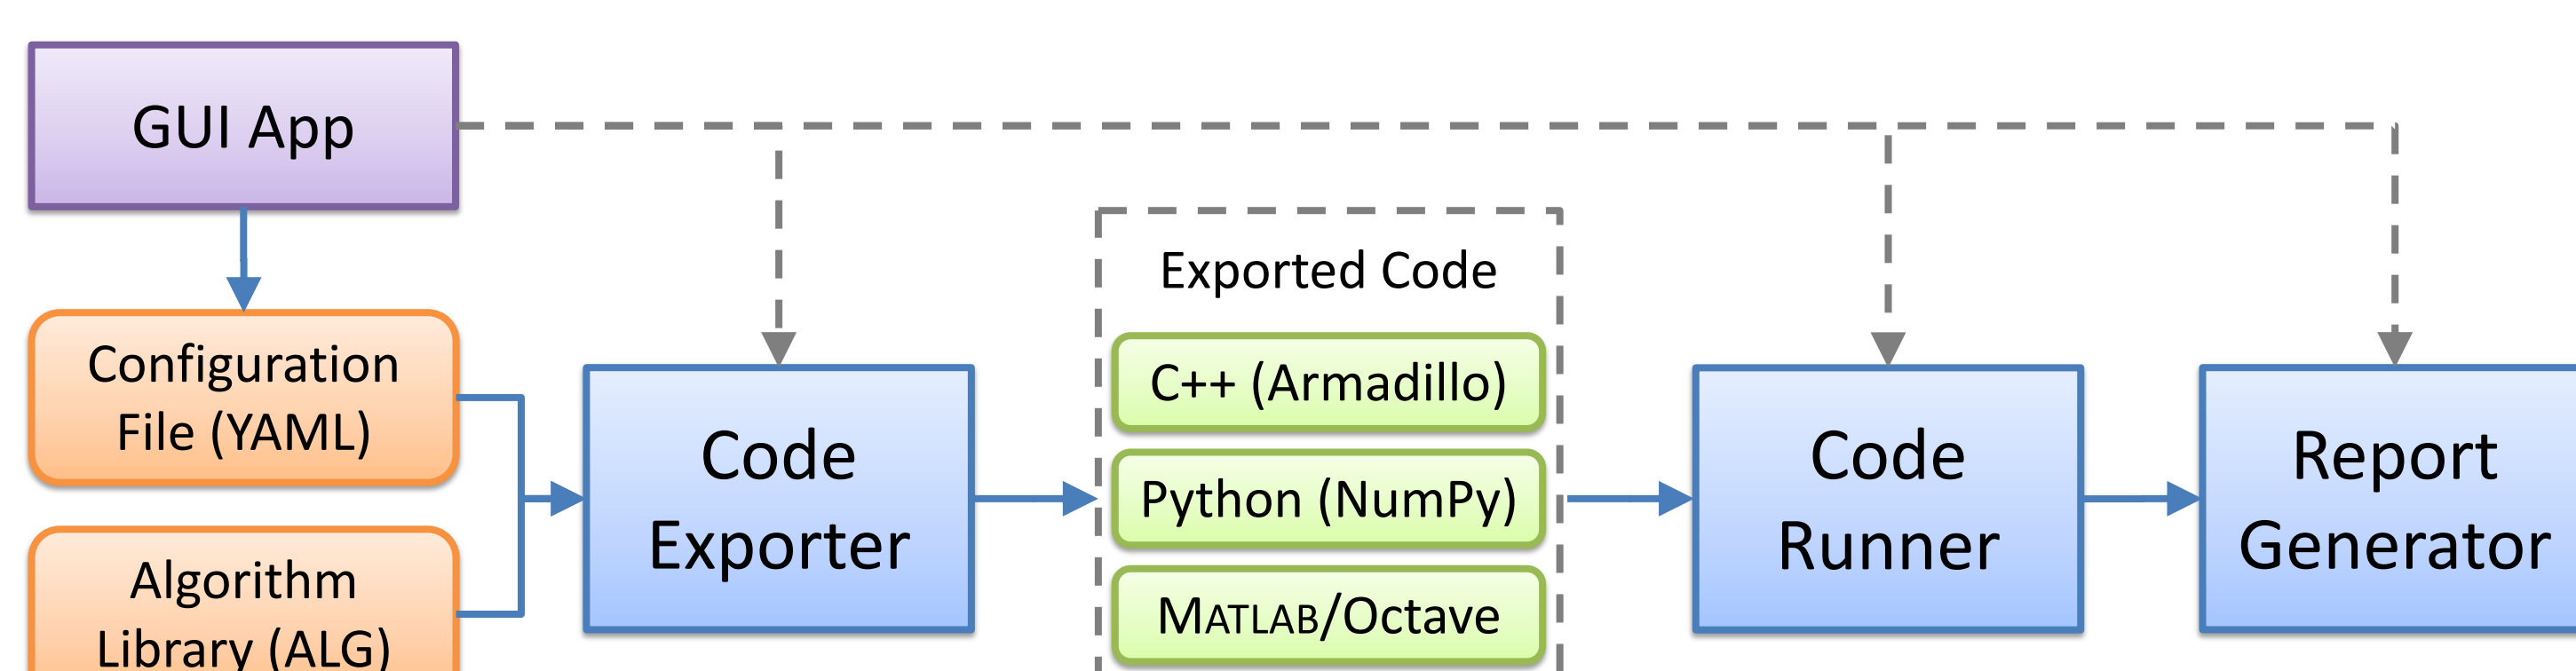 GUI App
Configuration
File (YAML)
Algorithm
Library (ALG)
Code
Exporter
Exported Code
C++ (Armadillo)
Python (NumPy)
MATLAB/Octave
Code
Runner
Report
Generator